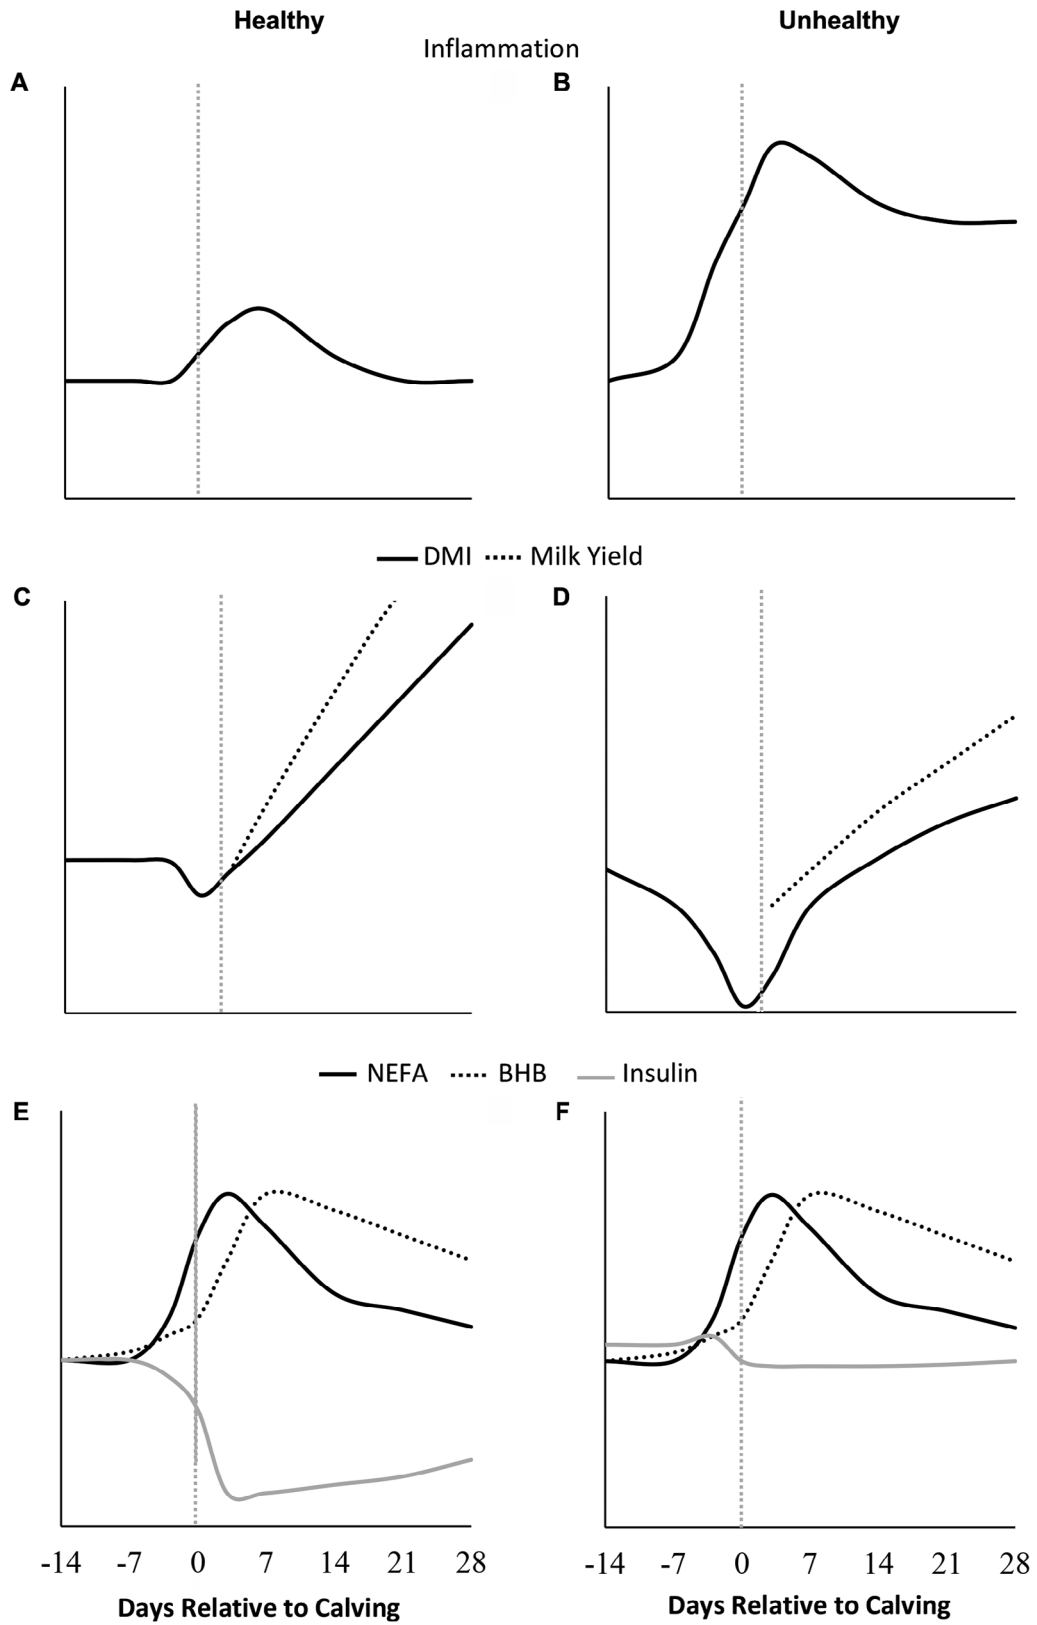 Healthy Unhealthy
Inflammation
A B
DMI Milk Yield
C D
NEFA BHB Insulin
E F
-14 -7 0 7 14 21 28 -14 -7 0 7 14 21 28
Days Relative to Calving Days Relative to Calving